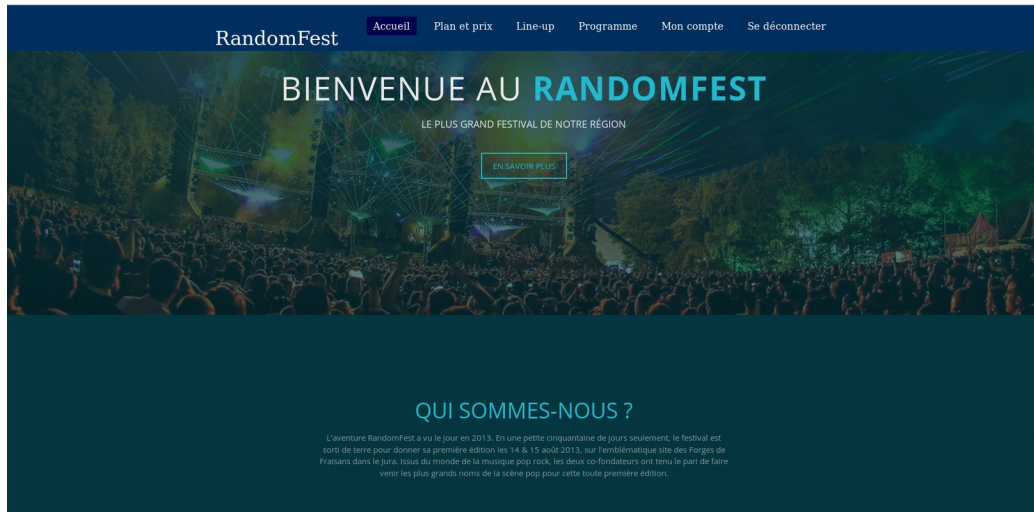 RandomFest
Accueil Plan et prix Line-up Programme Mon compte Se déconnecter
BIENVENUE AU RANDOMFEST
LE PLUS GRAND FESTIVAL DE NOTRE RÉGION
EN SAVOIR PLUS
QUI SOMMES-NOUS ?
L'aventure RandomFest a vu le jour en 2013. En une petite cinquantaine de jours seulement, le festival est
sorti de terre pour donner sa première édition les 14 & 15 août 2013, sur l'emblématique site des Forges de
Fraisans dans le Jura. Issus du monde de la musique pop rock, les deux co-fondateurs ont tenu le pari de faire
venir les plus grands noms de la scène pop pour cette toute première édition.